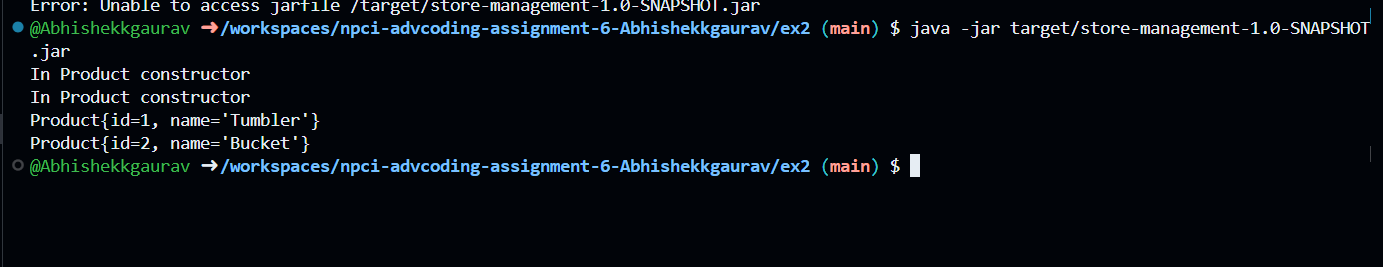 Error: Unable to access jarfile /target/store-management-1.0-SNAPSHOT.jar
@Abhishekkgaurav ➜/workspaces/npci-advcoding-assignment-6-Abhishekkgaurav/ex2 (main) $ java -jar target/store-management-1.0-SNAPSHOT
.jar
In Product constructor
In Product constructor
Product{id=1, name='Tumbler'}
Product{id=2, name='Bucket'}
@Abhishekkgaurav ➜/workspaces/npci-advcoding-assignment-6-Abhishekkgaurav/ex2 (main) $